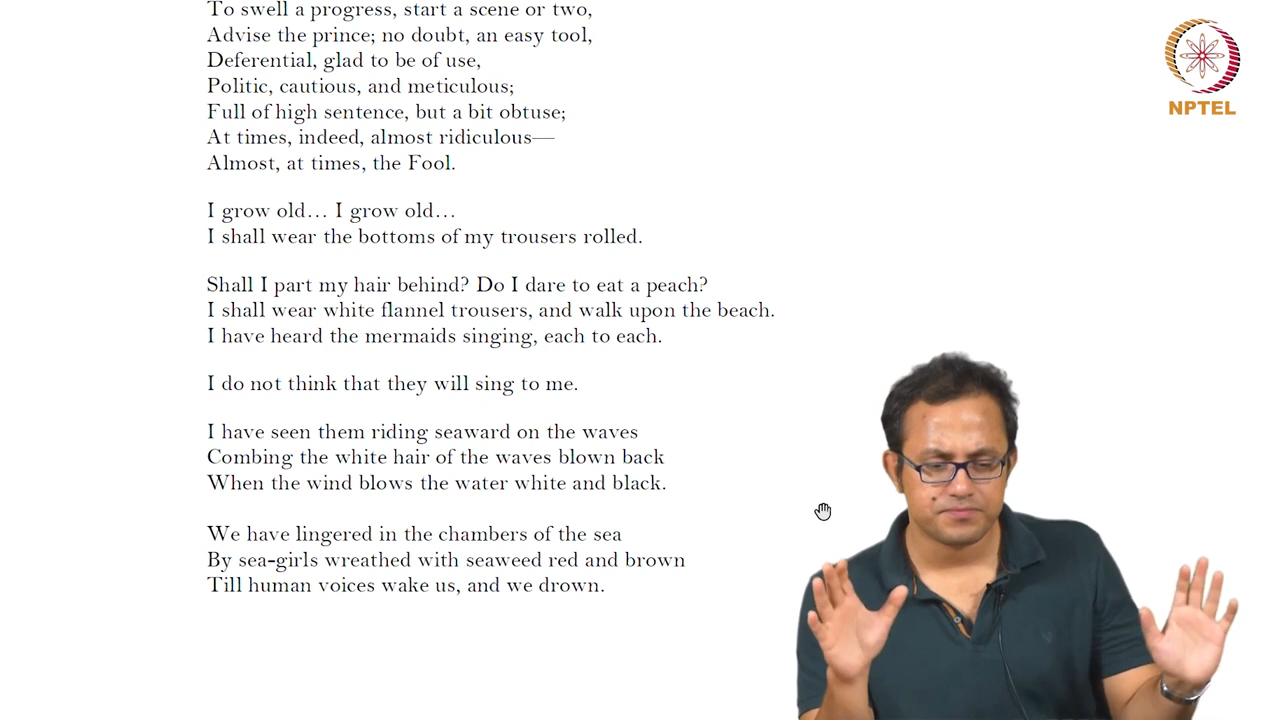 To swell a progress, start a scene or two,
Advise the prince; no doubt, an easy tool,
Deferential, glad to be of use,
Politic, cautious, and meticulous;
Full of high sentence, but a bit obtuse;
At times, indeed, almost ridiculous—
Almost, at times, the Fool.
I grow old… I grow old…
I shall wear the bottoms of my trousers rolled.
Shall I part my hair behind? Do I dare to eat a peach?
I shall wear white flannel trousers, and walk upon the beach.
I have heard the mermaids singing, each to each.
I do not think that they will sing to me.
I have seen them riding seaward on the waves
Combing the white hair of the waves blown back
When the wind blows the water white and black.
We have lingered in the chambers of the sea
By sea-girls wreathed with seaweed red and brown
Till human voices wake us, and we drown.
NPTEL